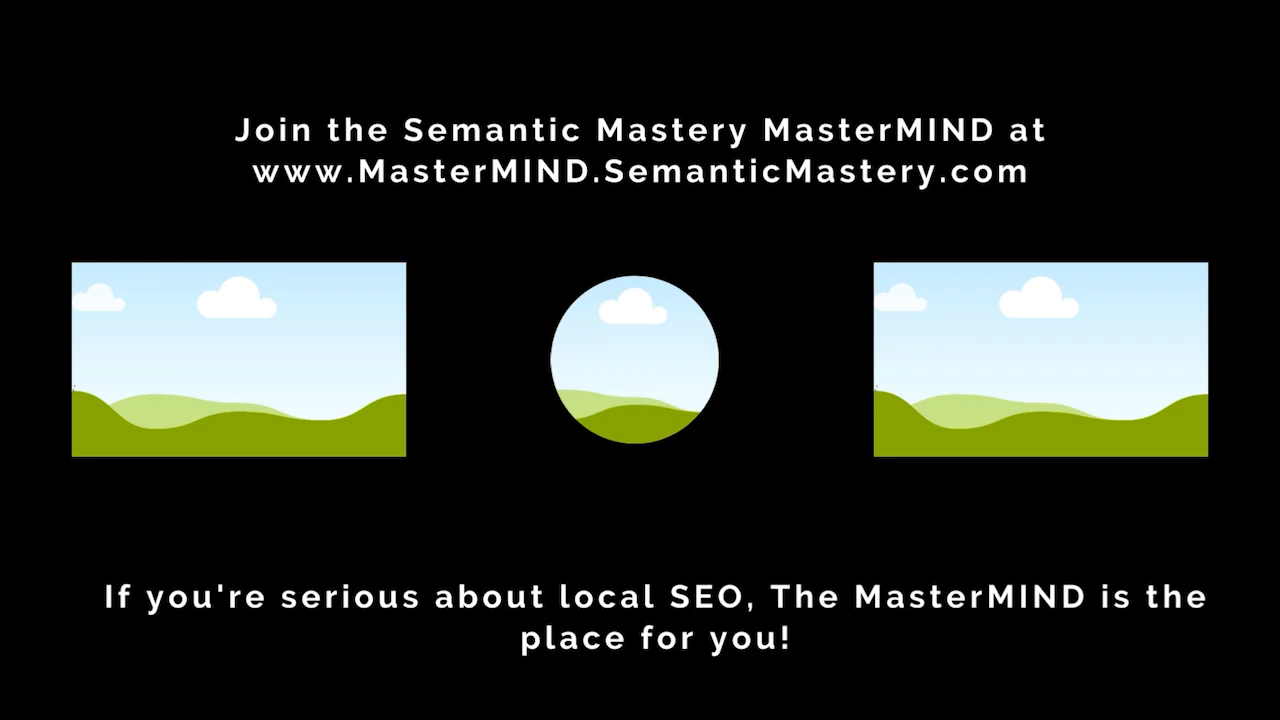 Join the Semantic Mastery MasterMIND at
www.MasterMIND.SemanticMastery.com
If you're serious about local SEO, The MasterMIND is the
place for you!